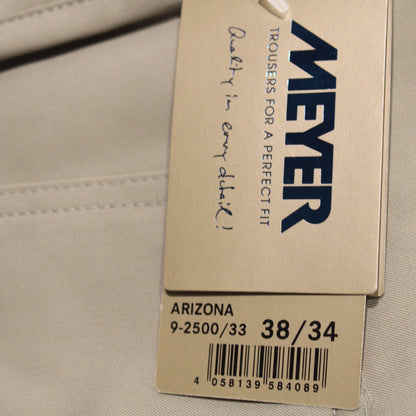 MEYER
TROUSERS FOR A PERFECT FIT
Quality in every detail!
ARIZONA
9-2500/33 38/34
4 058139 584089